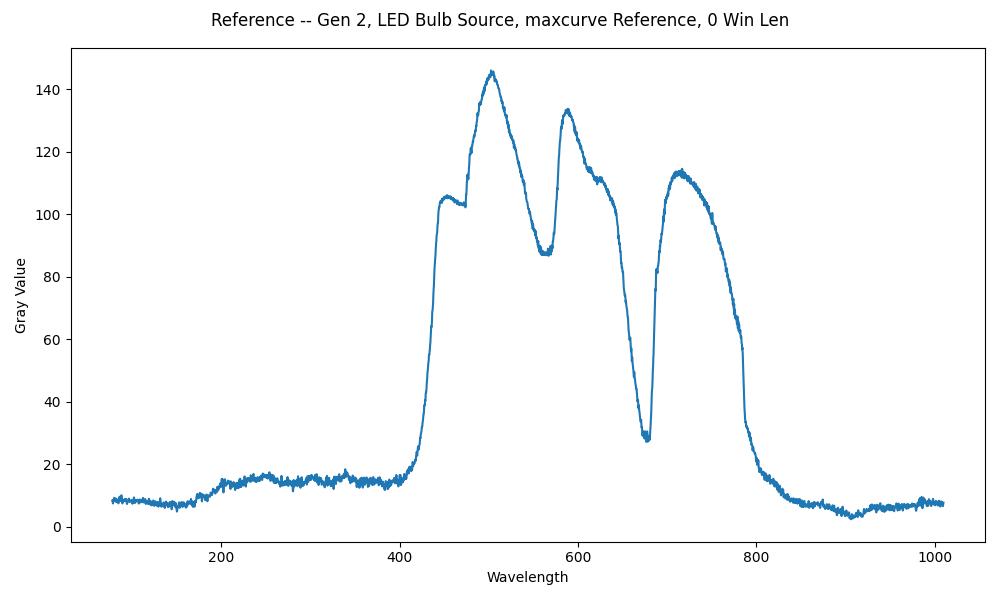 Reference -- Gen 2, LED Bulb Source, maxcurve Reference, 0 Win Len
Gray Value
140
120
100
80
60
40
20
0
200 400 600 800 1000
Wavelength